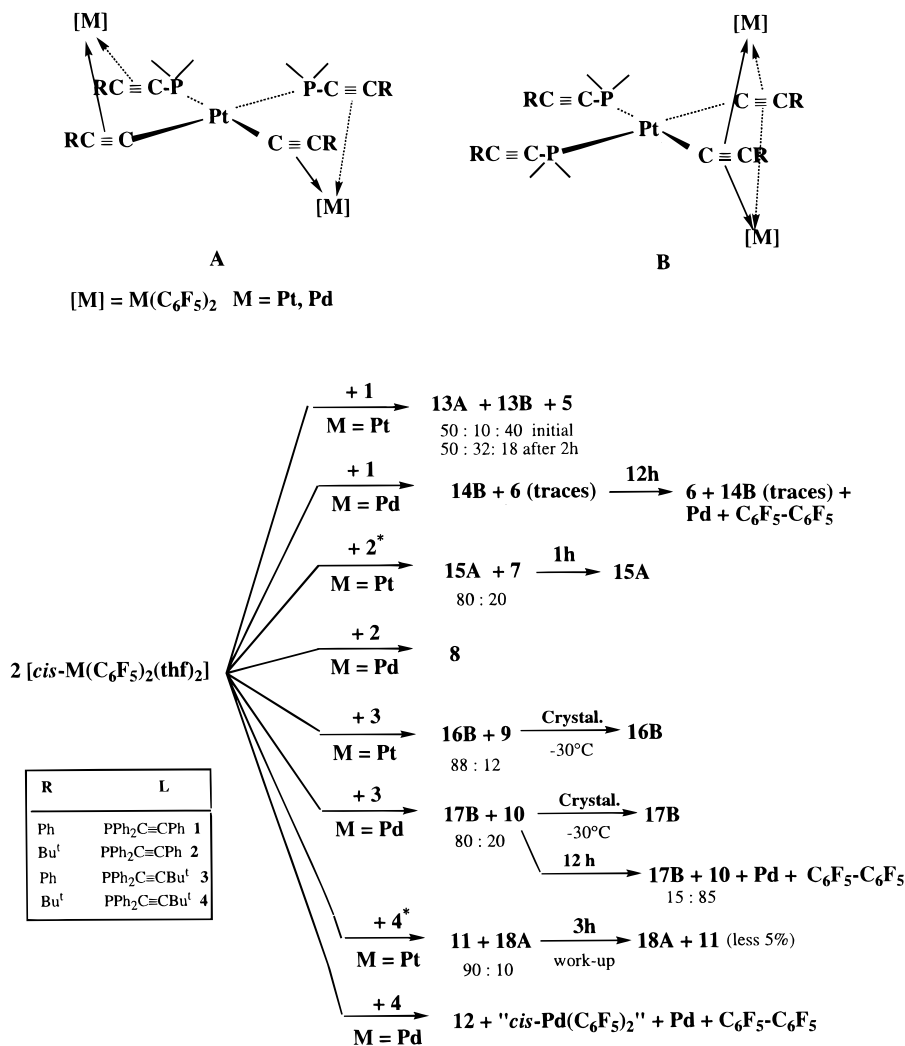 [M]
RC≡C-P
P-C≡CR
Pt
RC≡C
C≡CR
[M]
A
[M]
RC≡C-P
C≡CR
Pt
RC≡C-P
C≡CR
[M]
B
[M] = M(C₆F₅)₂ M = Pt, Pd
2 [cis-M(C₆F₅)₂(thf)₂]
+ 1
M = Pt
13A + 13B + 5
50 : 10 : 40 initial
50 : 32: 18 after 2h
+ 1
M = Pd
14B + 6 (traces)
12h
6 + 14B (traces) +
Pd + C₆F₅-C₆F₅
+ 2*
M = Pt
15A + 7
80 : 20
1h
15A
+ 2
M = Pd
8
+ 3
M = Pt
16B + 9
88 : 12
Crystal.
-30°C
16B
+ 3
M = Pd
17B + 10
80 : 20
Crystal.
-30°C
17B
12 h
17B + 10 + Pd + C₆F₅-C₆F₅
15 : 85
+ 4*
M = Pt
11 + 18A
90 : 10
3h
work-up
18A + 11 (less 5%)
+ 4
M = Pd
12 + "cis-Pd(C₆F₅)₂" + Pd + C₆F₅-C₆F₅
R L
Ph PPh₂C≡CPh 1
Buᵗ PPh₂C≡CPh 2
Ph PPh₂C≡CBuᵗ 3
Buᵗ PPh₂C≡CBuᵗ 4